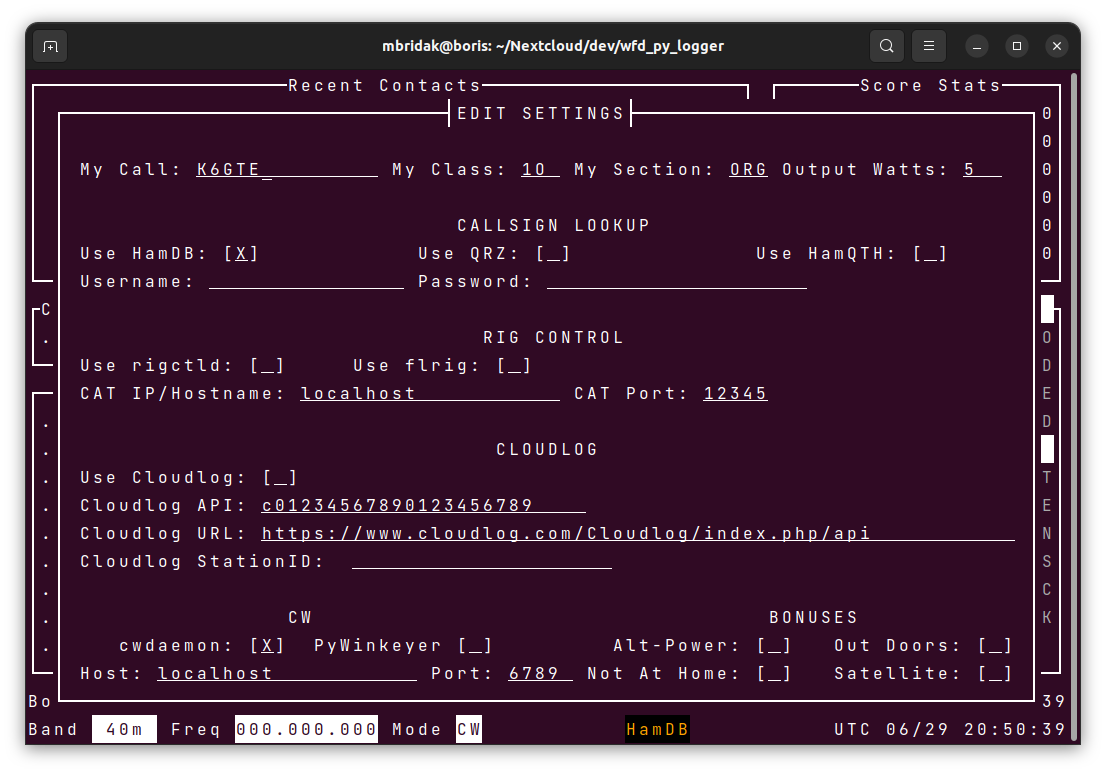 mbridak@boris: ~/Nextcloud/dev/wfd_py_logger
Recent Contacts Score Stats
EDIT SETTINGS 0
0
My Call: K6GTE_ My Class: 1O My Section: ORG Output Watts: 5 0
0
CALLSIGN LOOKUP 0
Use HamDB: [X] Use QRZ: [_] Use HamQTH: [_] 0
Username: Password:
C
. RIG CONTROL O
Use rigctld: [_] Use flrig: [_] D
CAT IP/Hostname: localhost CAT Port: 12345 E
. D
. CLOUDLOG
. Use Cloudlog: [_] T
. Cloudlog API: c01234567890123456789 E
. Cloudlog URL: https://www.cloudlog.com/Cloudlog/index.php/api N
. Cloudlog StationID: S
. C
. CW BONUSES K
. cwdaemon: [X] PyWinkeyer [_] Alt-Power: [_] Out Doors: [_]
Host: localhost Port: 6789 Not At Home: [_] Satellite: [_]
Bo 39
Band 40m Freq 000.000.000 Mode CW HamDB UTC 06/29 20:50:39